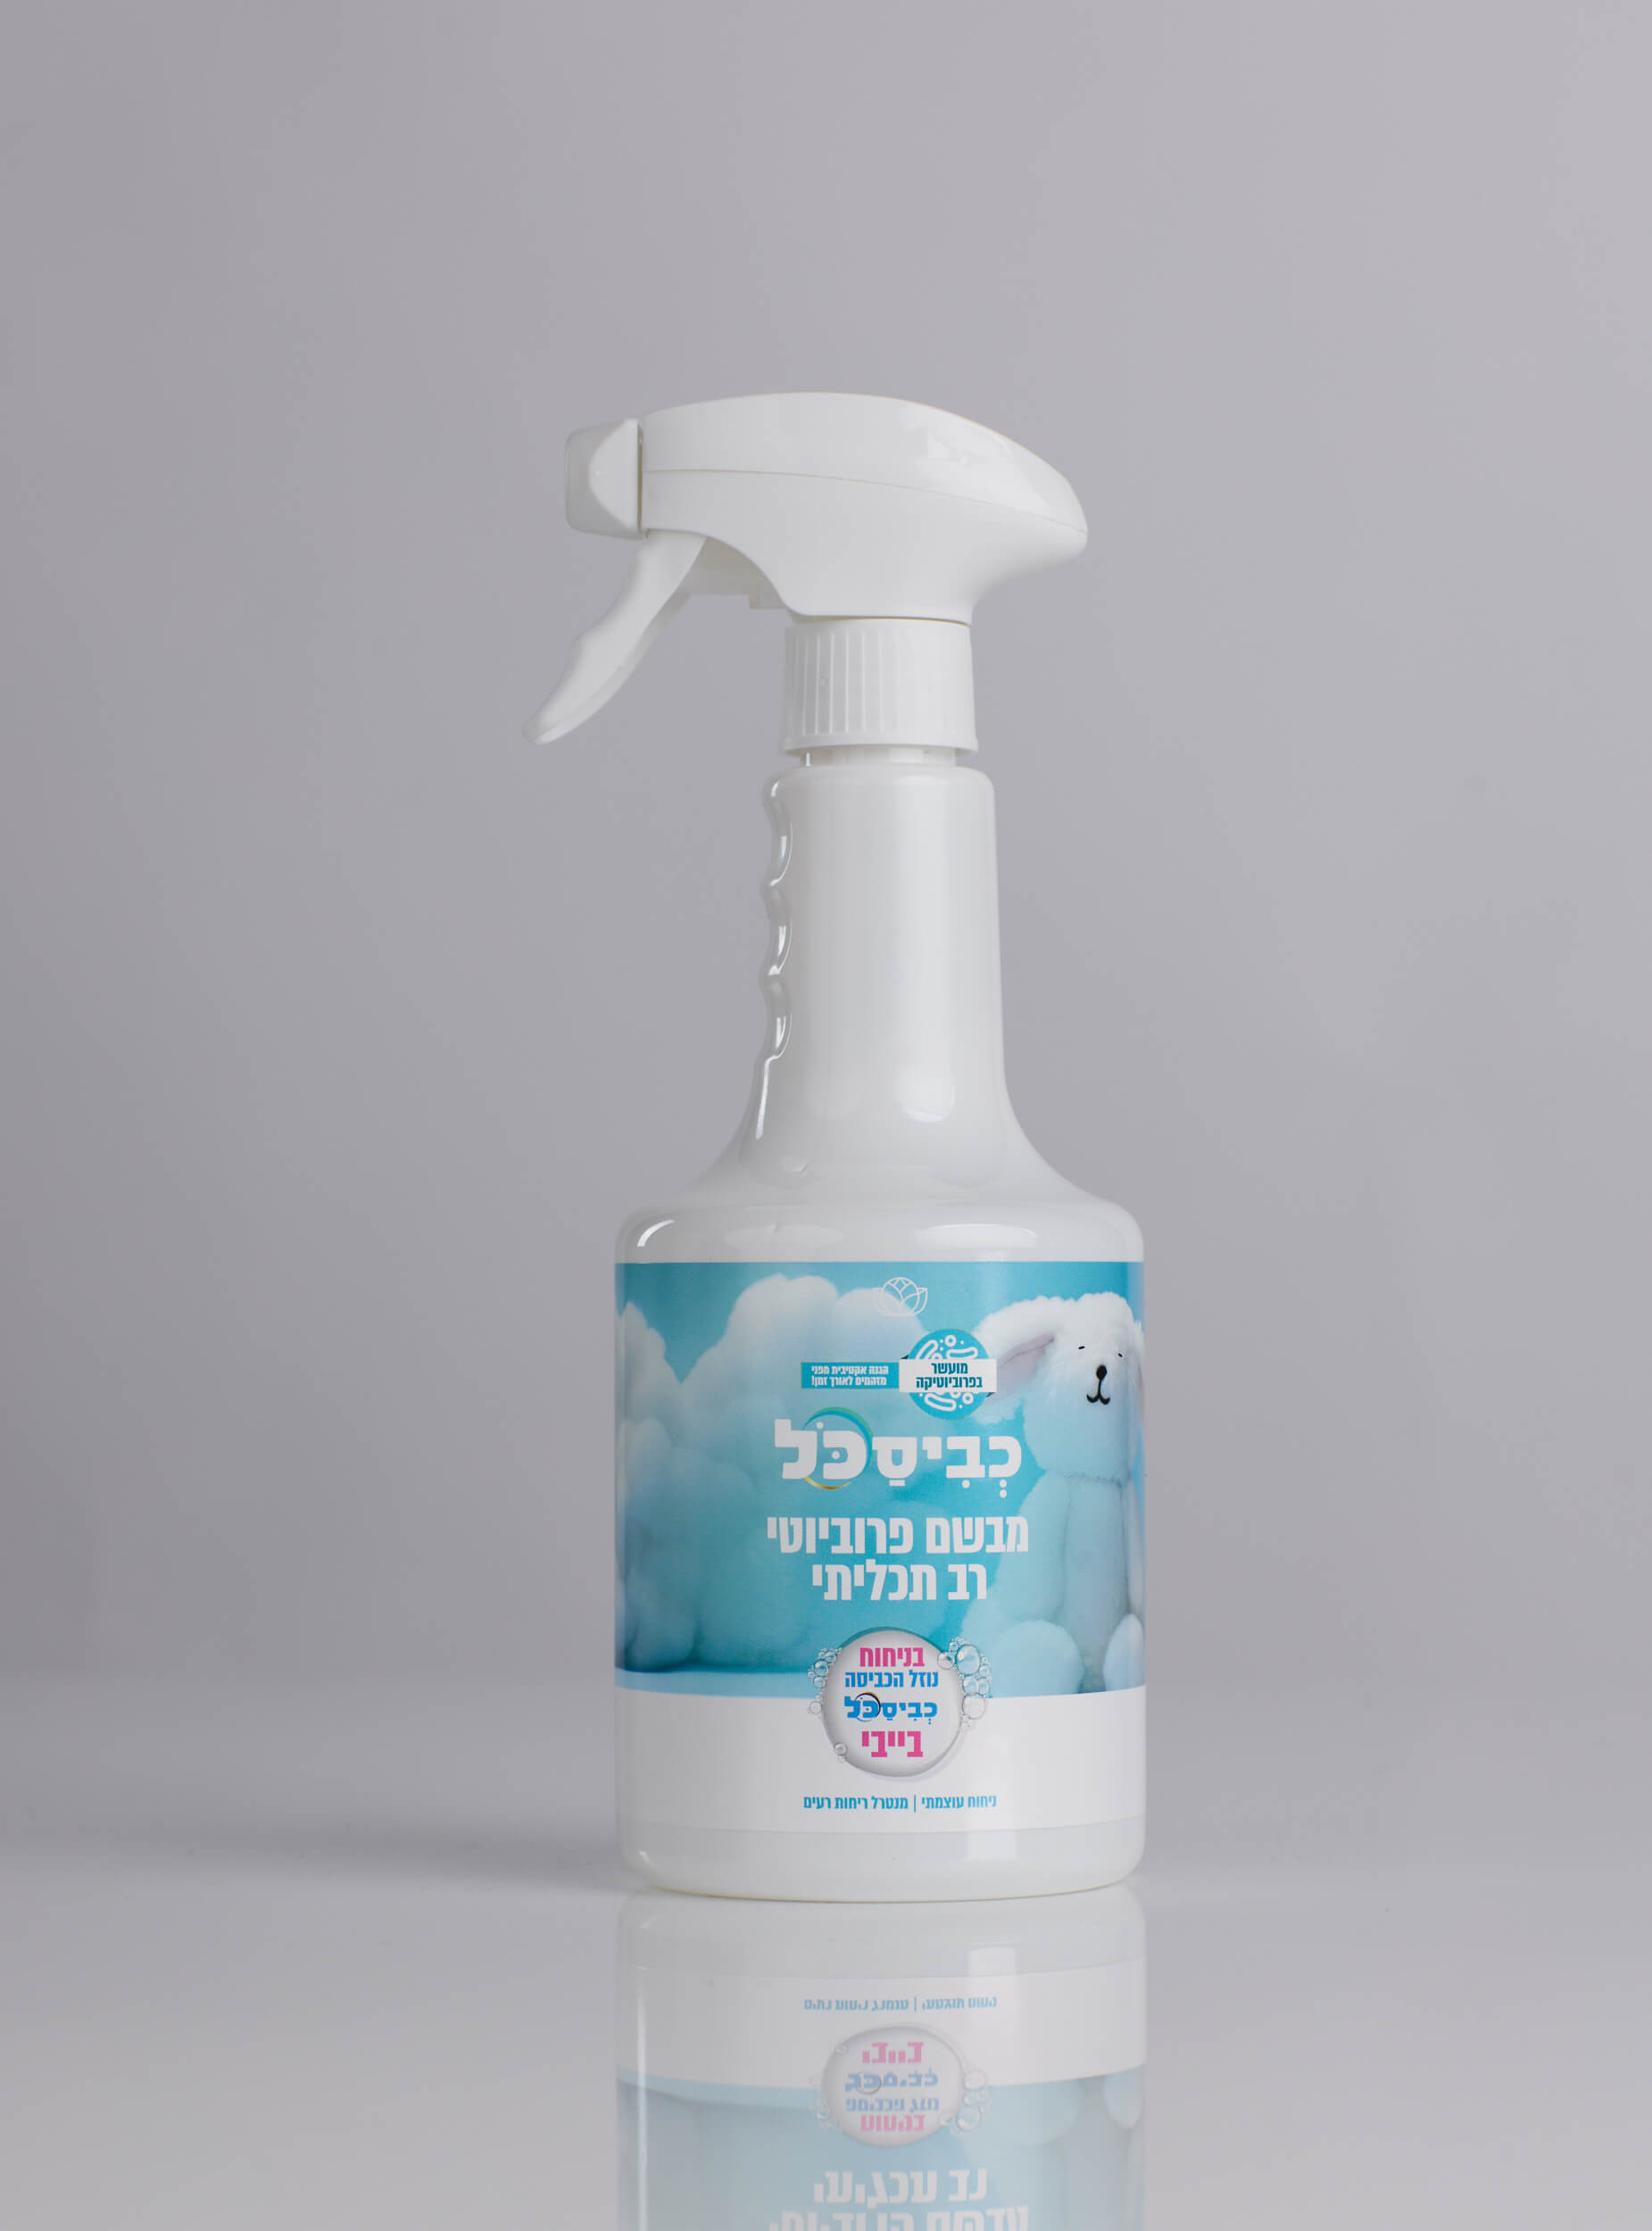 מועשר
בפרוביוטיקה
הגנה אקטיבית מפני
מזהמים לאורך זמן!
כְּבִיסַכֹּל
מבשם פרוביוטי
רב תכליתי
בניחוח
נוזל הכביסה
כְּבִיסַכֹּל
בייבי
ניחוח עוצמתי | מנטרל ריחות רעים